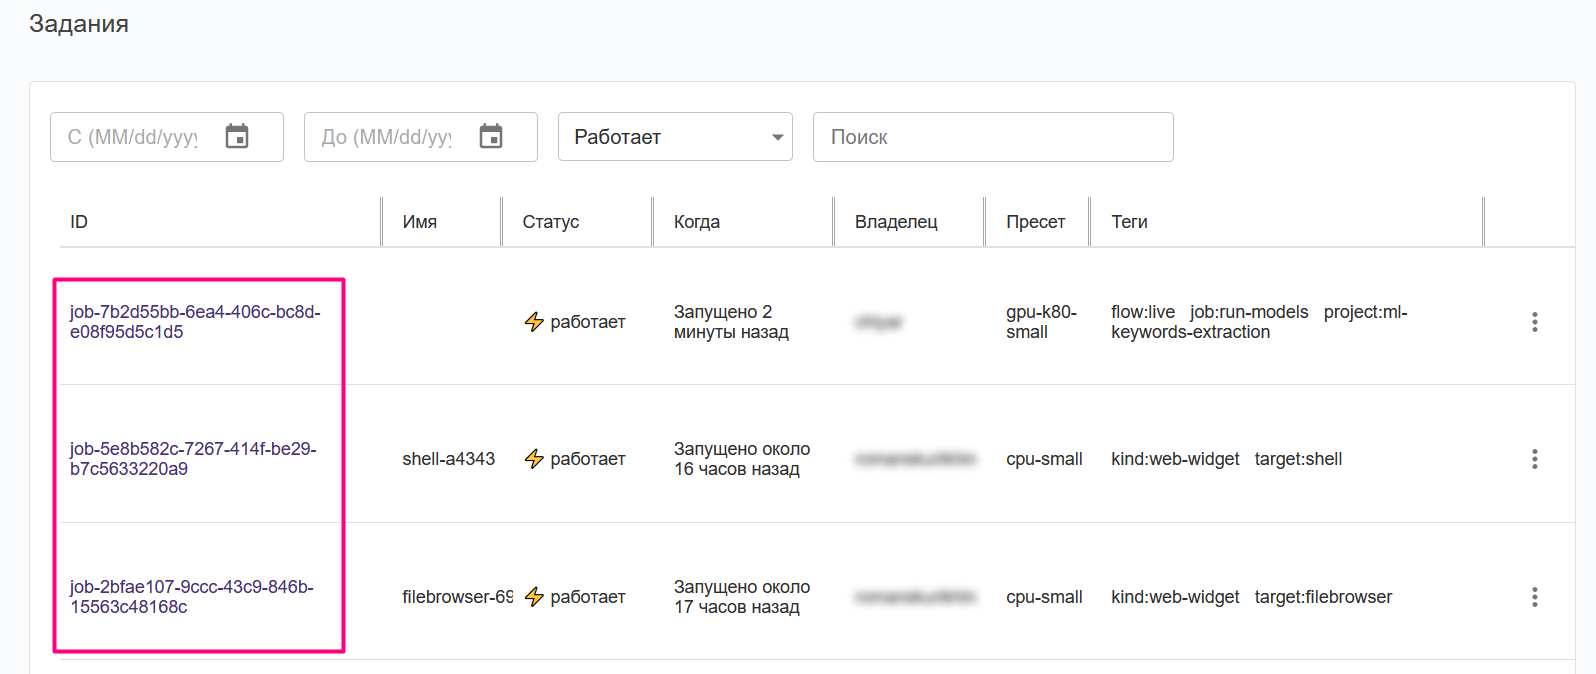 Задания
С (MM/dd/yyyy
До (MM/dd/yy
Работает
Поиск
ID
Имя
Статус
Когда
Владелец
Пресет
Теги
job-7b2d55bb-6ea4-406c-bc8d-
e08f95d5c1d5
работает
Запущено 2
минуты назад
gpu-k80-
small
flow:live job:run-models project:ml-
keywords-extraction
job-5e8b582c-7267-414f-be29-
b7c5633220a9
shell-a4343
работает
Запущено около
16 часов назад
cpu-small
kind:web-widget target:shell
job-2bfae107-9ccc-43c9-846b-
15563c48168c
filebrowser-69
работает
Запущено около
17 часов назад
cpu-small
kind:web-widget target:filebrowser